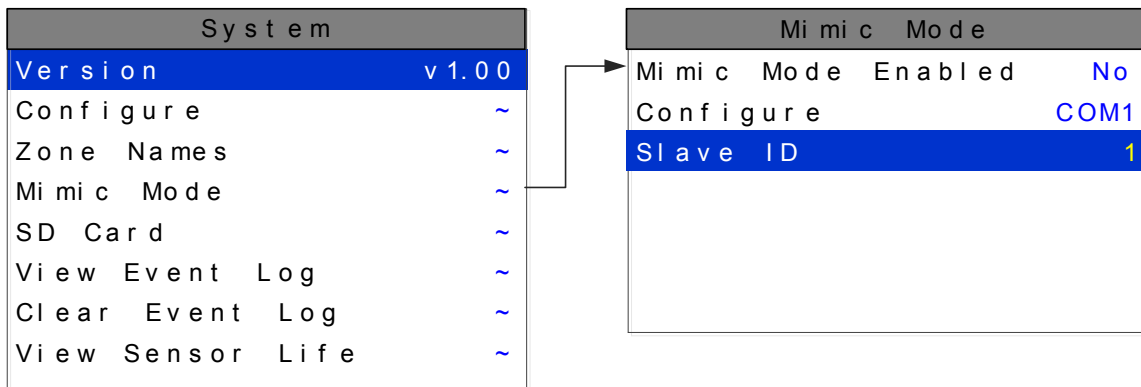 System
Version v1.00
Configure ~
Zone Names ~
Mimic Mode ~
SD Card ~
View Event Log ~
Clear Event Log ~
View Sensor Life ~
Mimic Mode
Mimic Mode Enabled No
Configure COM1
Slave ID 1